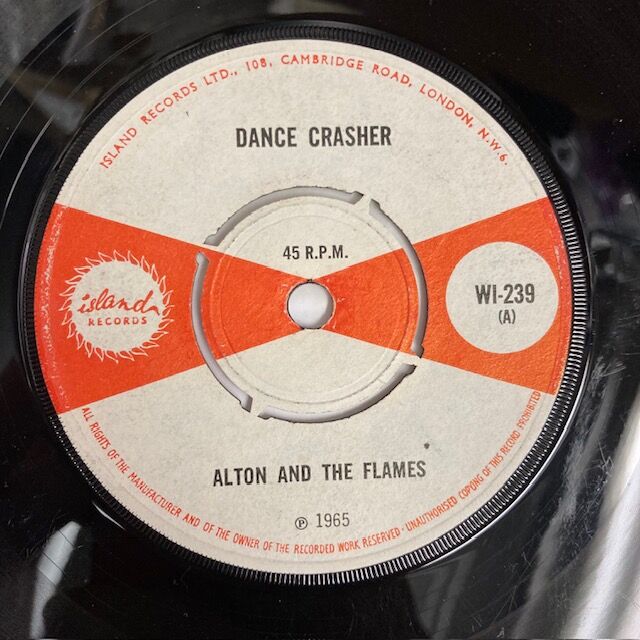 ISLAND RECORDS LTD., 108, CAMBRIDGE ROAD, LONDON, N.W.6.
DANCE CRASHER
45 R.P.M.
island
RECORDS
WI-239
(A)
ALTON AND THE FLAMES
℗ 1965
ALL RIGHTS OF THE MANUFACTURER AND OF THE OWNER OF THE RECORDED WORK RESERVED - UNAUTHORISED COPYING OF THIS RECORD PROHIBITED